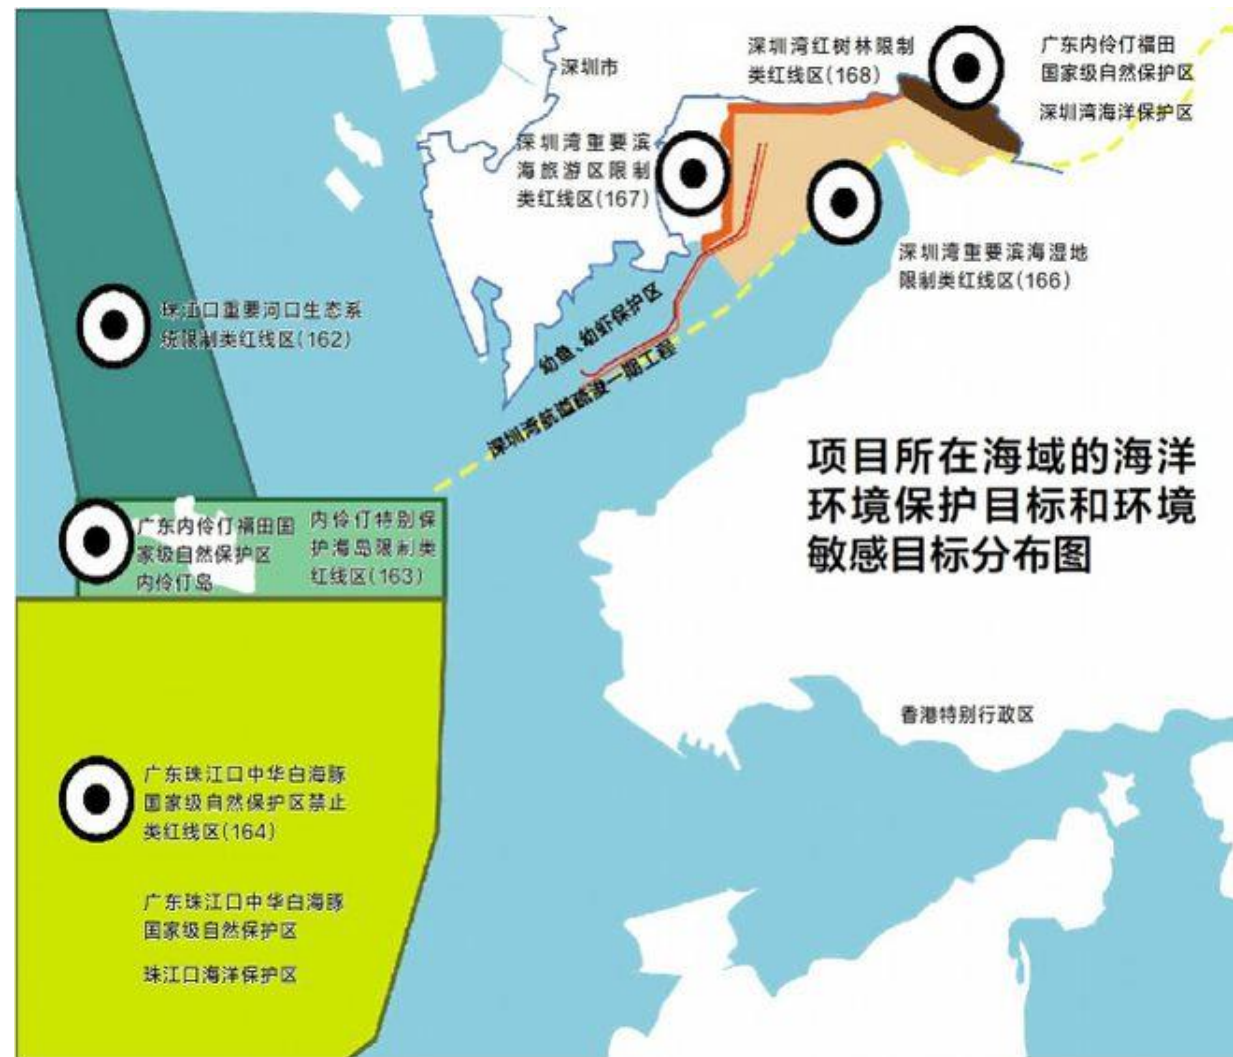 深圳市
深圳湾红树林限制
类红线区(168)
广东内伶仃福田
国家级自然保护区
深圳湾海洋保护区
深圳湾重要滨
海旅游区限制
类红线区(167)
深圳湾重要滨海湿地
限制类红线区(166)
珠江口重要河口生态系
统限制类红线区(162)
幼鱼、幼虾保护区
深圳湾航道疏浚一期工程
项目所在海域的海洋
环境保护目标和环境
敏感目标分布图
广东内伶仃福田国
家级自然保护区
内伶仃岛
内伶仃特别保
护海岛限制类
红线区(163)
香港特别行政区
广东珠江口中华白海豚
国家级自然保护区禁止
类红线区(164)
广东珠江口中华白海豚
国家级自然保护区
珠江口海洋保护区